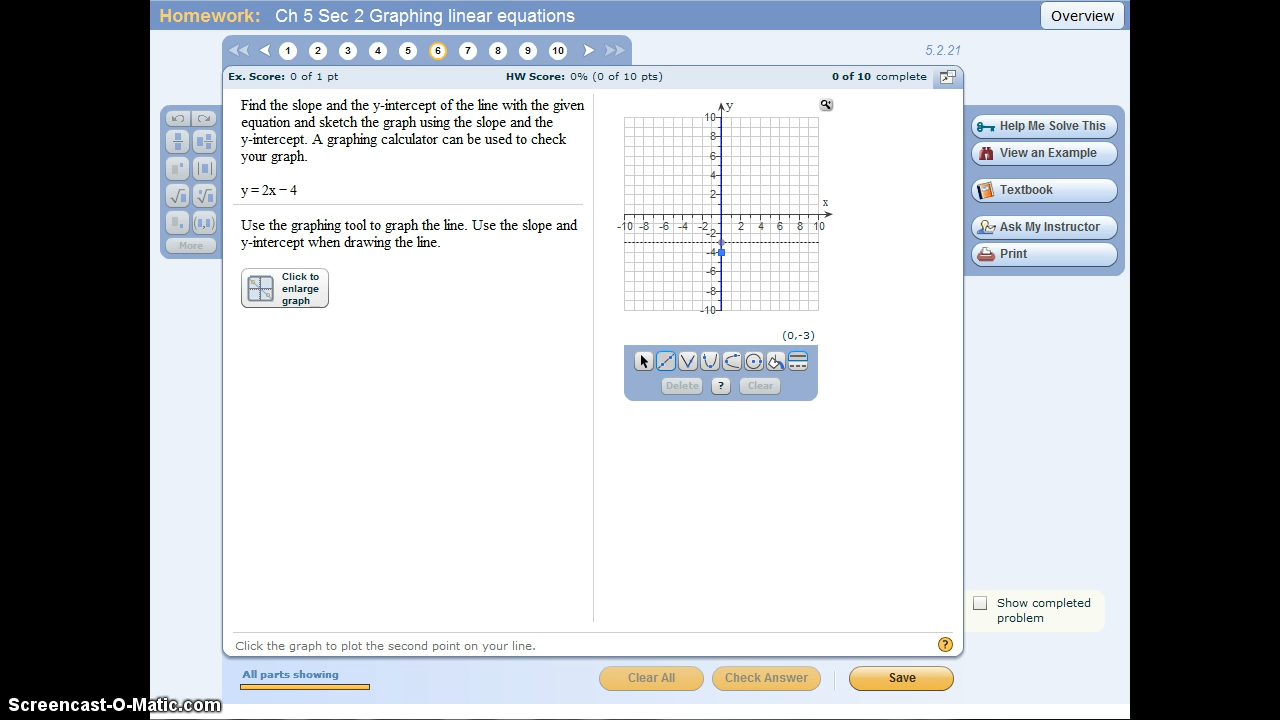 Homework: Ch 5 Sec 2 Graphing linear equations
Overview
1 2 3 4 5 6 7 8 9 10
5.2.21
Ex. Score: 0 of 1 pt
HW Score: 0% (0 of 10 pts)
0 of 10 complete
Find the slope and the y-intercept of the line with the given
equation and sketch the graph using the slope and the
y-intercept. A graphing calculator can be used to check
your graph.
y = 2x − 4
Use the graphing tool to graph the line. Use the slope and
y-intercept when drawing the line.
Click to
enlarge
graph
More
y
10
8
6
4
2
x
-10 -8 -6 -4 -2 2 4 6 8 10
-2
-4
-6
-8
-10
(0,-3)
Delete ? Clear
Help Me Solve This
View an Example
Textbook
Ask My Instructor
Print
Show completed
problem
Click the graph to plot the second point on your line.
?
All parts showing
Clear All
Check Answer
Save
Screencast-O-Matic.com